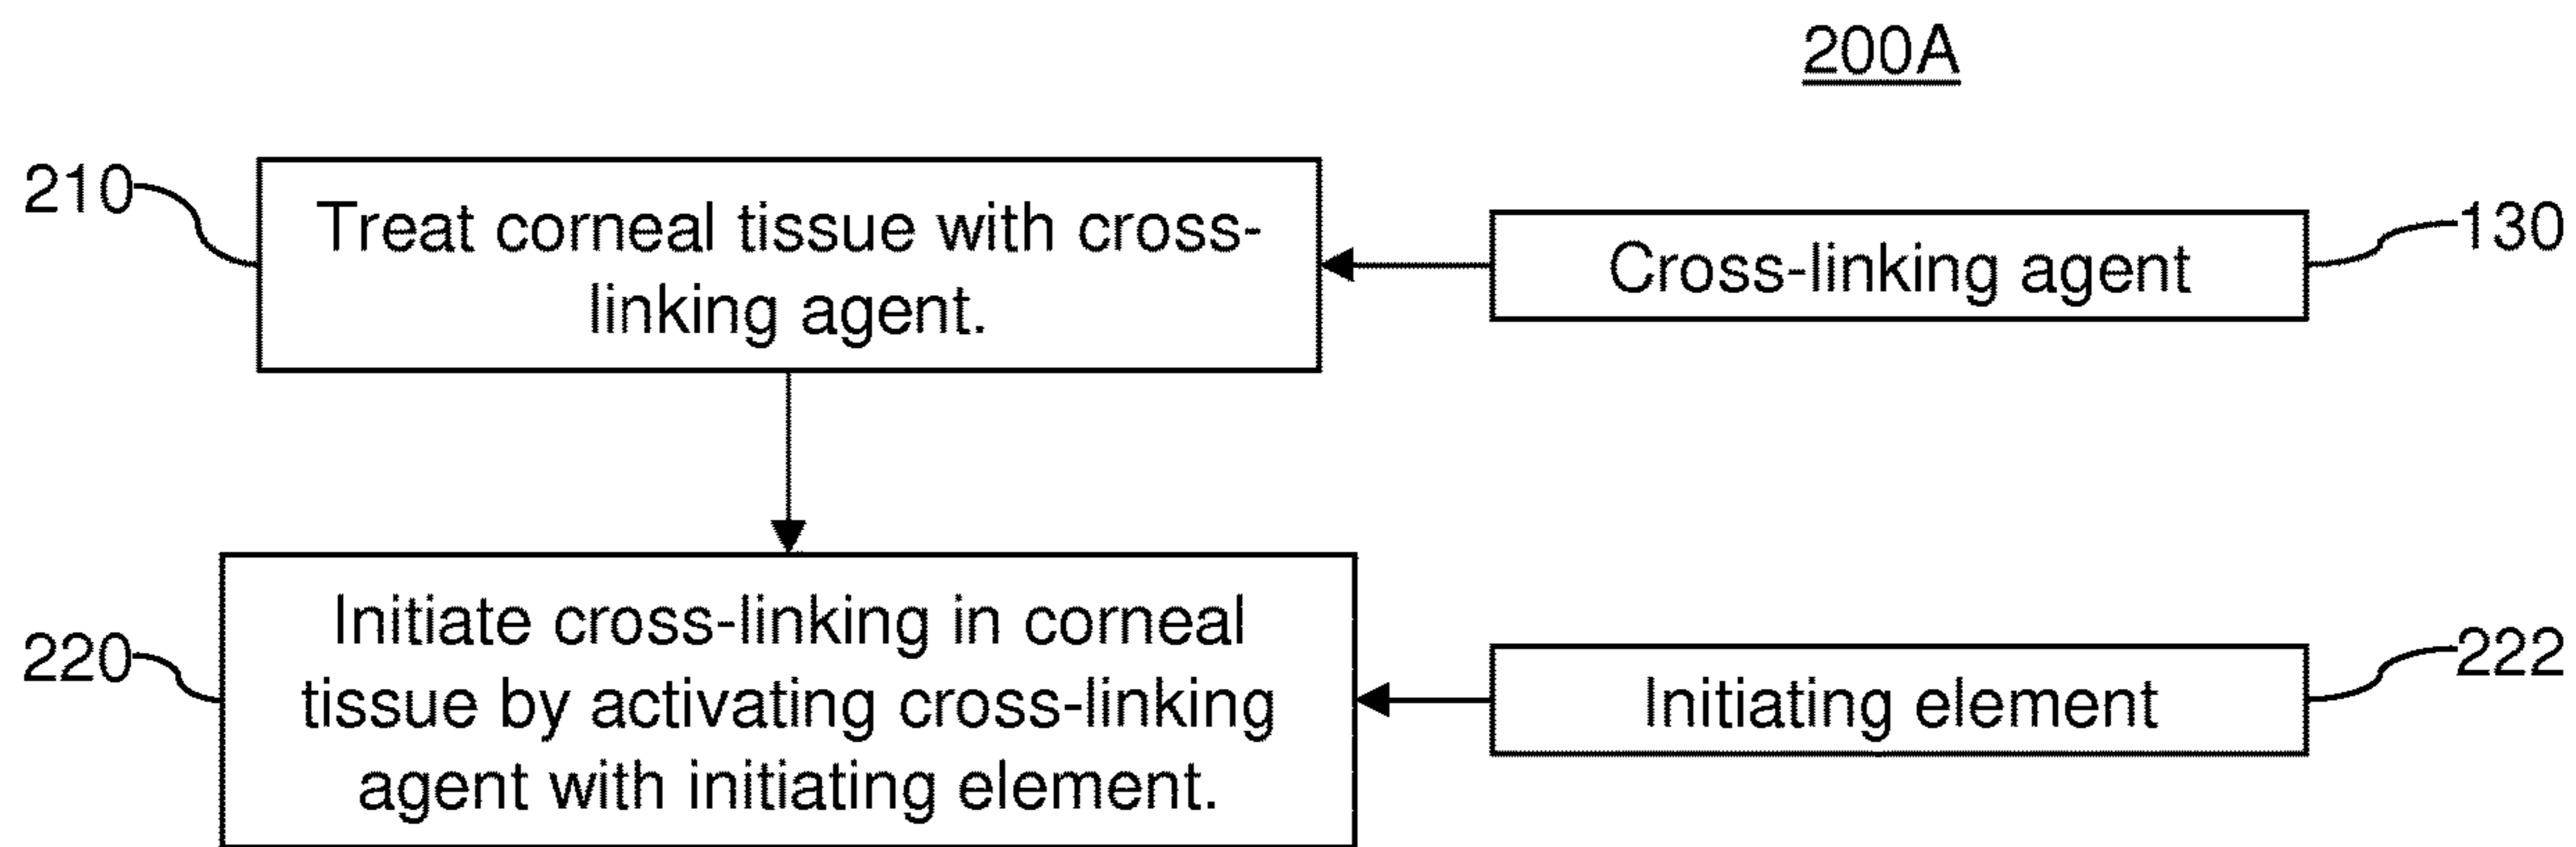 200A
210
Treat corneal tissue with cross-
linking agent.
Cross-linking agent
130
220
Initiate cross-linking in corneal
tissue by activating cross-linking
agent with initiating element.
Initiating element
222